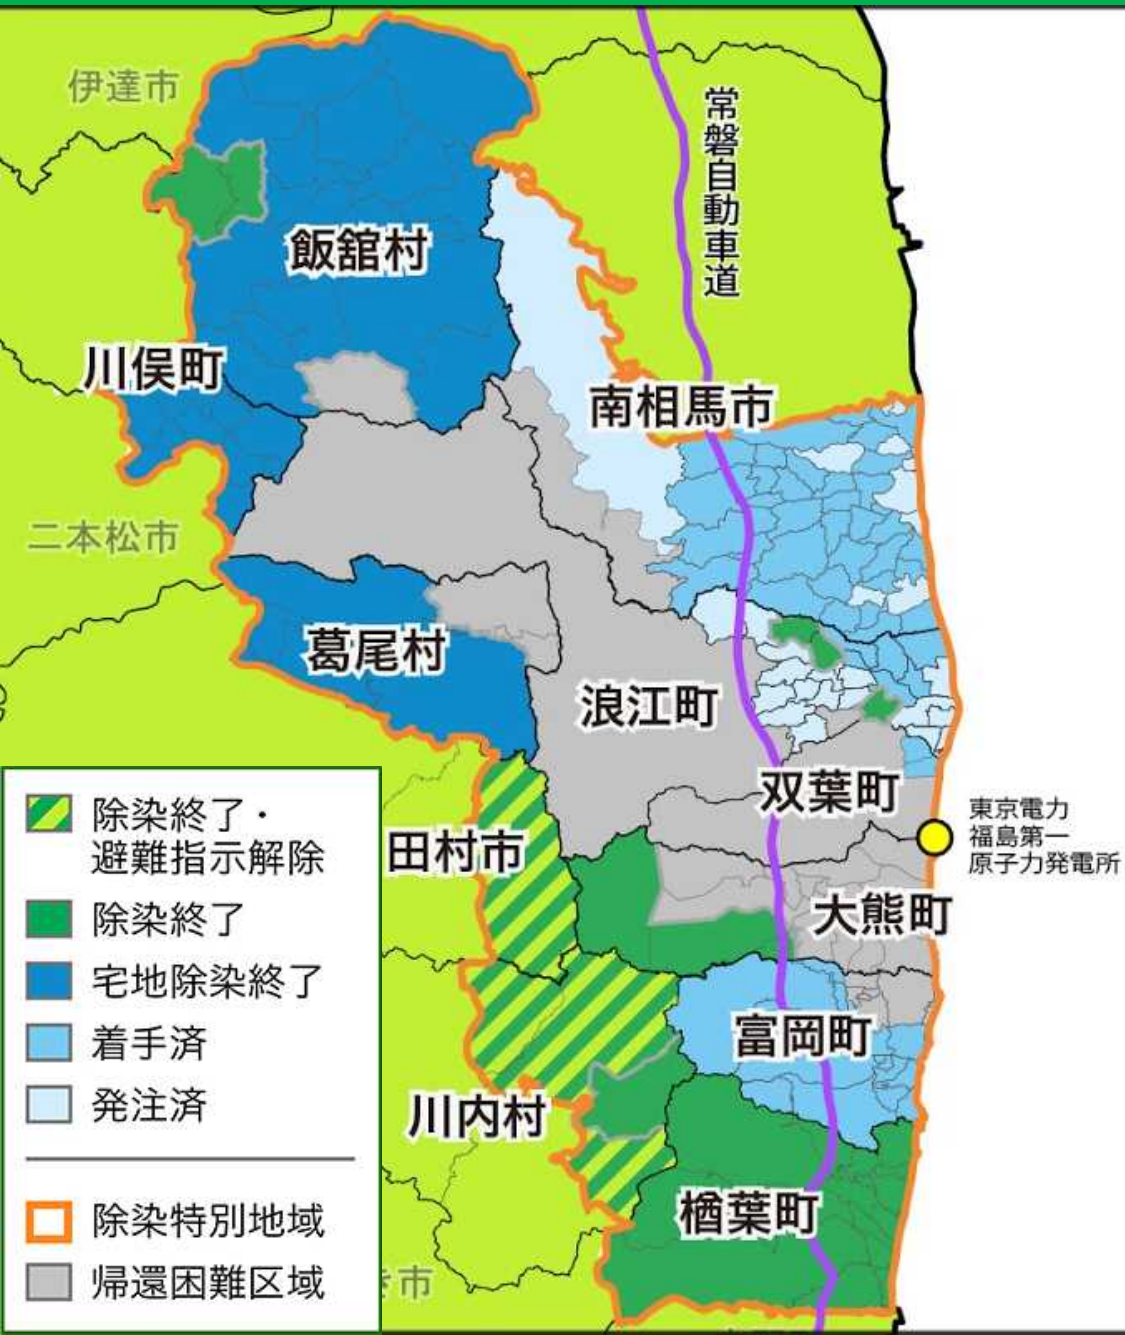 伊達市
常磐自動車道
飯舘村
川俣町
南相馬市
二本松市
葛尾村
浪江町
双葉町
東京電力
福島第一
原子力発電所
田村市
大熊町
富岡町
川内村
楢葉町
き市
除染終了・
避難指示解除
除染終了
宅地除染終了
着手済
発注済
除染特別地域
帰還困難区域